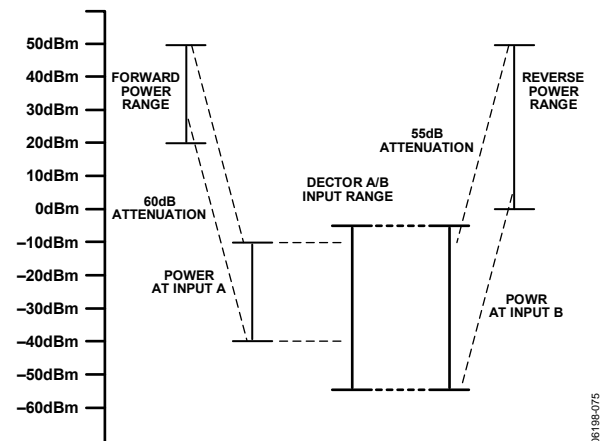 50dBm
40dBm
30dBm
20dBm
10dBm
0dBm
–10dBm
–20dBm
–30dBm
–40dBm
–50dBm
–60dBm
FORWARD
POWER
RANGE
60dB
ATTENUATION
POWER
AT INPUT A
DECTOR A/B
INPUT RANGE
55dB
ATTENUATION
REVERSE
POWER
RANGE
POWR
AT INPUT B
06198-075